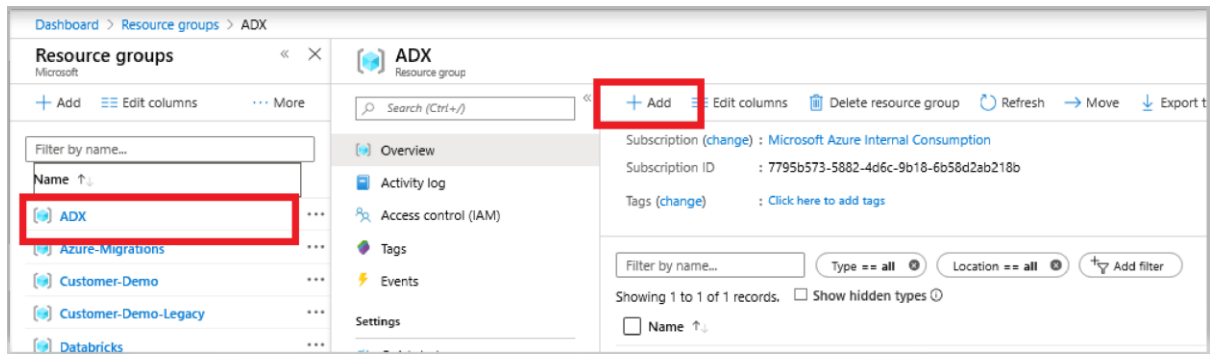 Dashboard > Resource groups > ADX
Resource groups
Microsoft
Add Edit columns ··· More
Filter by name...
Name ↑↓
ADX ···
Azure-Migrations ···
Customer-Demo ···
Customer-Demo-Legacy ···
Databricks ···
ADX
Resource group
Search (Ctrl+/)
Overview
Activity log
Access control (IAM)
Tags
Events
Settings
Add Edit columns Delete resource group Refresh Move Export t
Subscription (change) : Microsoft Azure Internal Consumption
Subscription ID : 7795b573-5882-4d6c-9b18-6b58d2ab218b
Tags (change) : Click here to add tags
Filter by name... Type == all Location == all Add filter
Showing 1 to 1 of 1 records. Show hidden types
Name ↑↓